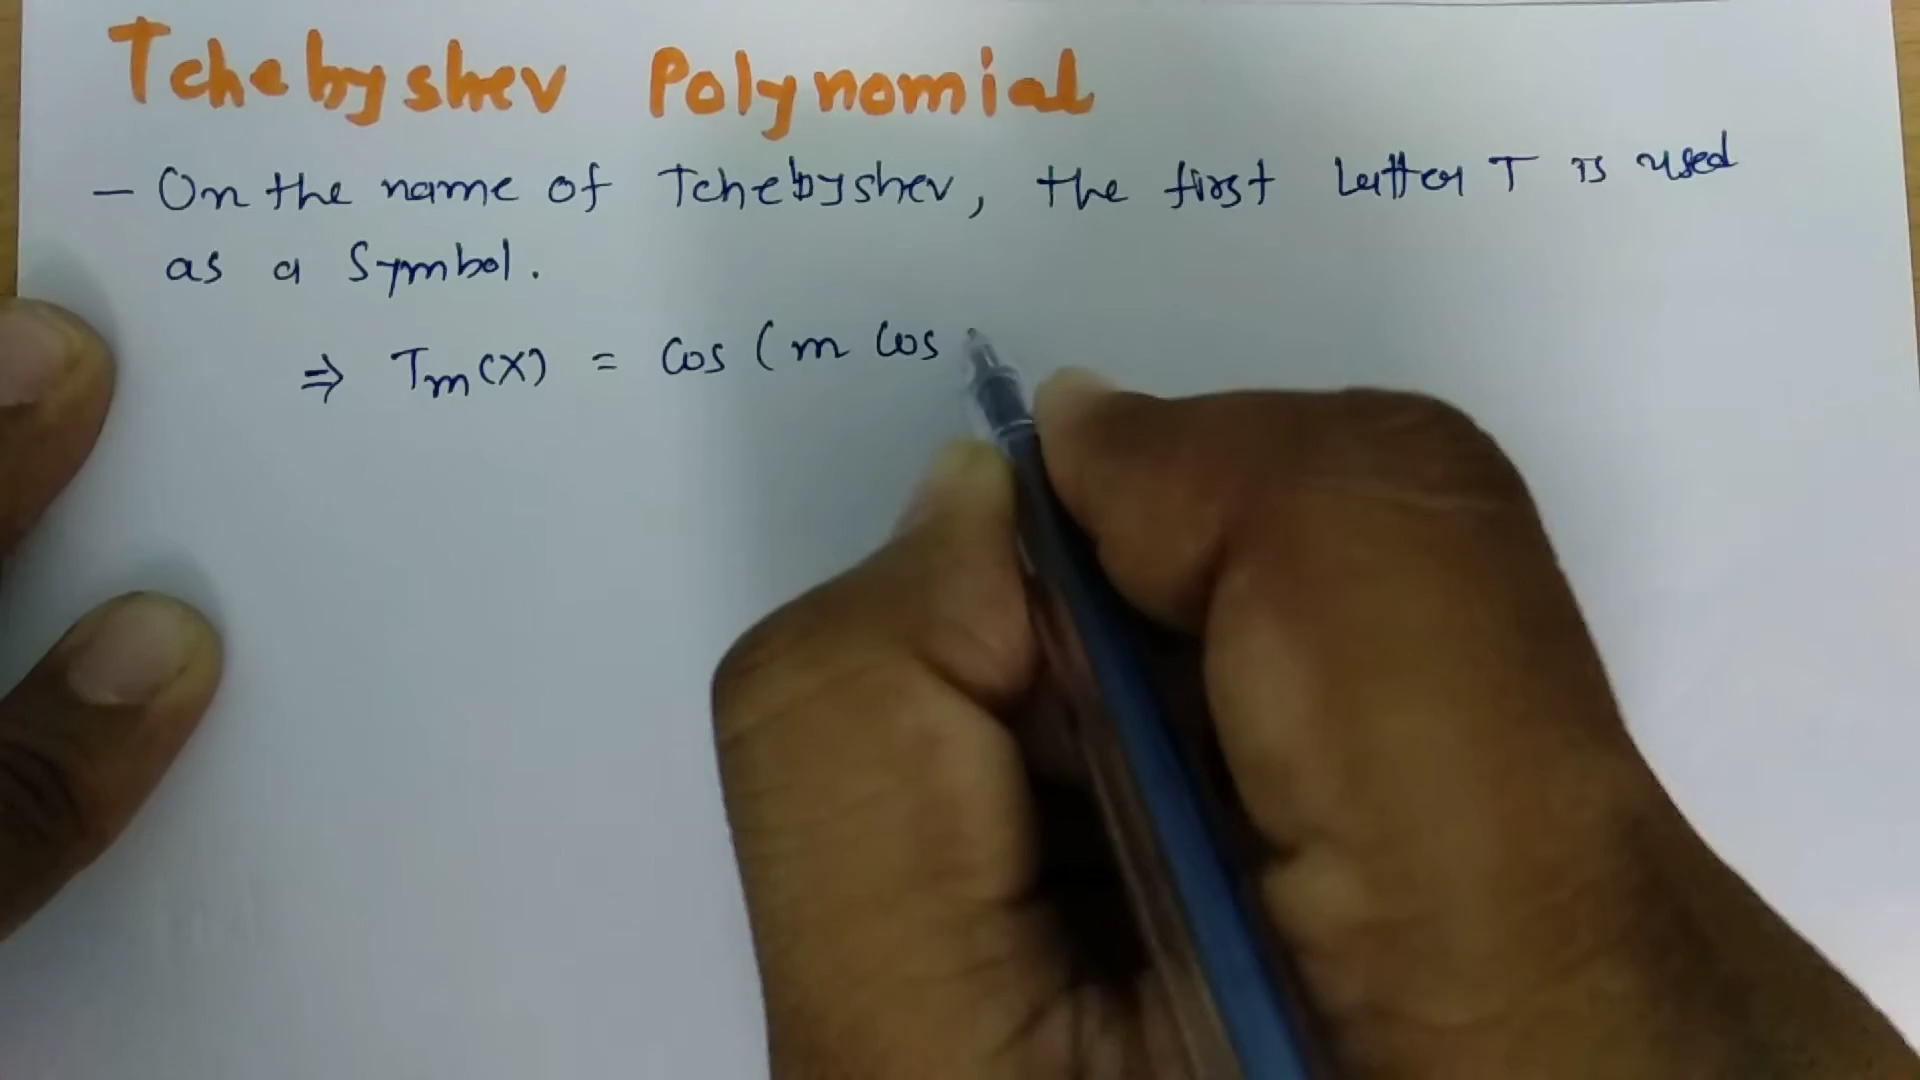 Tchebyshev Polynomial
- On the name of Tchebyshev, the first Letter T is used
as a Symbol.
⇒ Tm(x) = Cos (m Cos